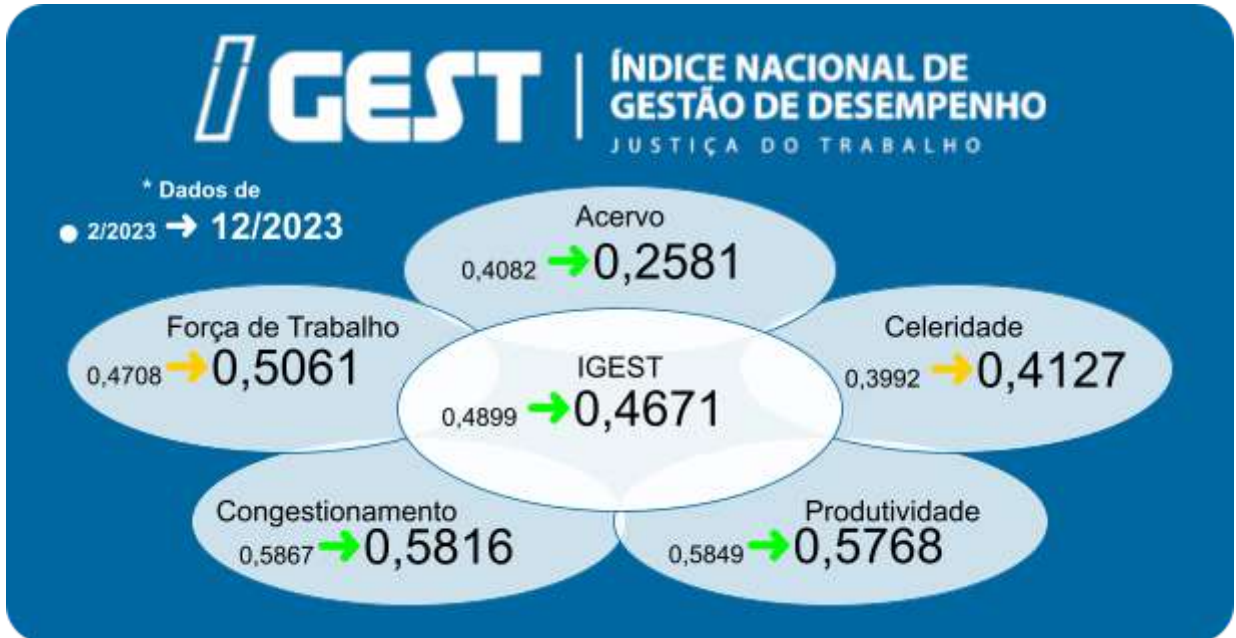 IGEST
ÍNDICE NACIONAL DE
GESTÃO DE DESEMPENHO
JUSTIÇA DO TRABALHO
* Dados de
2/2023 → 12/2023
Acervo
0,4082 → 0,2581
Força de Trabalho
0,4708 → 0,5061
Celeridade
0,3992 → 0,4127
IGEST
0,4899 → 0,4671
Congestionamento
0,5867 → 0,5816
Produtividade
0,5849 → 0,5768